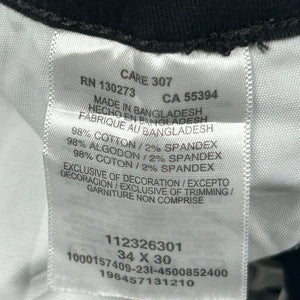 CARE 307
RN 130273 CA 55394
MADE IN BANGLADESH
HECHO EN BANGLADESH
FABRIQUÉ AU BANGLADESH
98% COTTON / 2% SPANDEX
98% ALGODON / 2% SPANDEX
98% COTON / 2% SPANDEX
EXCLUSIVE OF DECORATION / EXCEPTO
DECORACIÓN / EXCLUSIVE OF TRIMMING /
GARNITURE NON COMPRISE
112326301
34 X 30
1000157409-23I-4500852400
196457131210